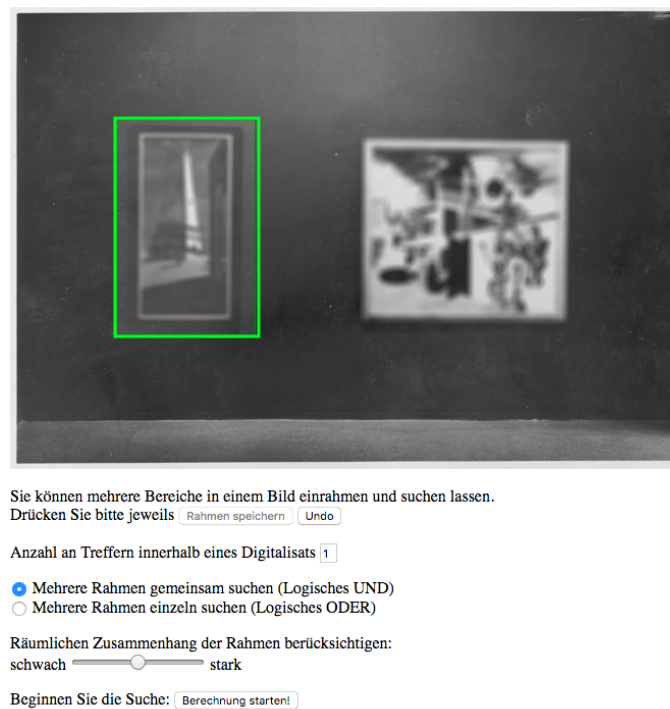 Sie können mehrere Bereiche in einem Bild einrahmen und suchen lassen.
Drücken Sie bitte jeweils Rahmen speichern Undo
Anzahl an Treffern innerhalb eines Digitalisats 1
Mehrere Rahmen gemeinsam suchen (Logisches UND)
Mehrere Rahmen einzeln suchen (Logisches ODER)
Räumlichen Zusammenhang der Rahmen berücksichtigen:
schwach stark
Beginnen Sie die Suche: Berechnung starten!